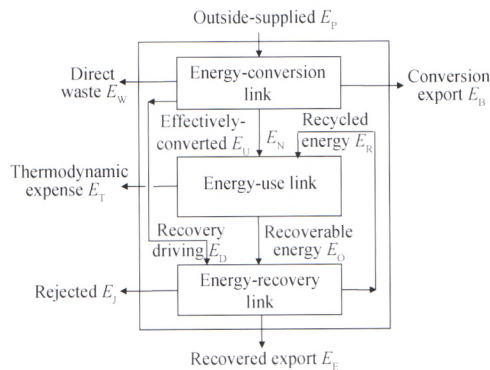 Outside-supplied E_P
Direct
waste E_W
Energy-conversion
link
Conversion
export E_B
Effectively-
converted E_U
E_N
Recycled
energy E_R
Thermodynamic
expense E_T
Energy-use link
Recovery
driving E_D
Recoverable
energy E_O
Rejected E_J
Energy-recovery
link
Recovered export E_E